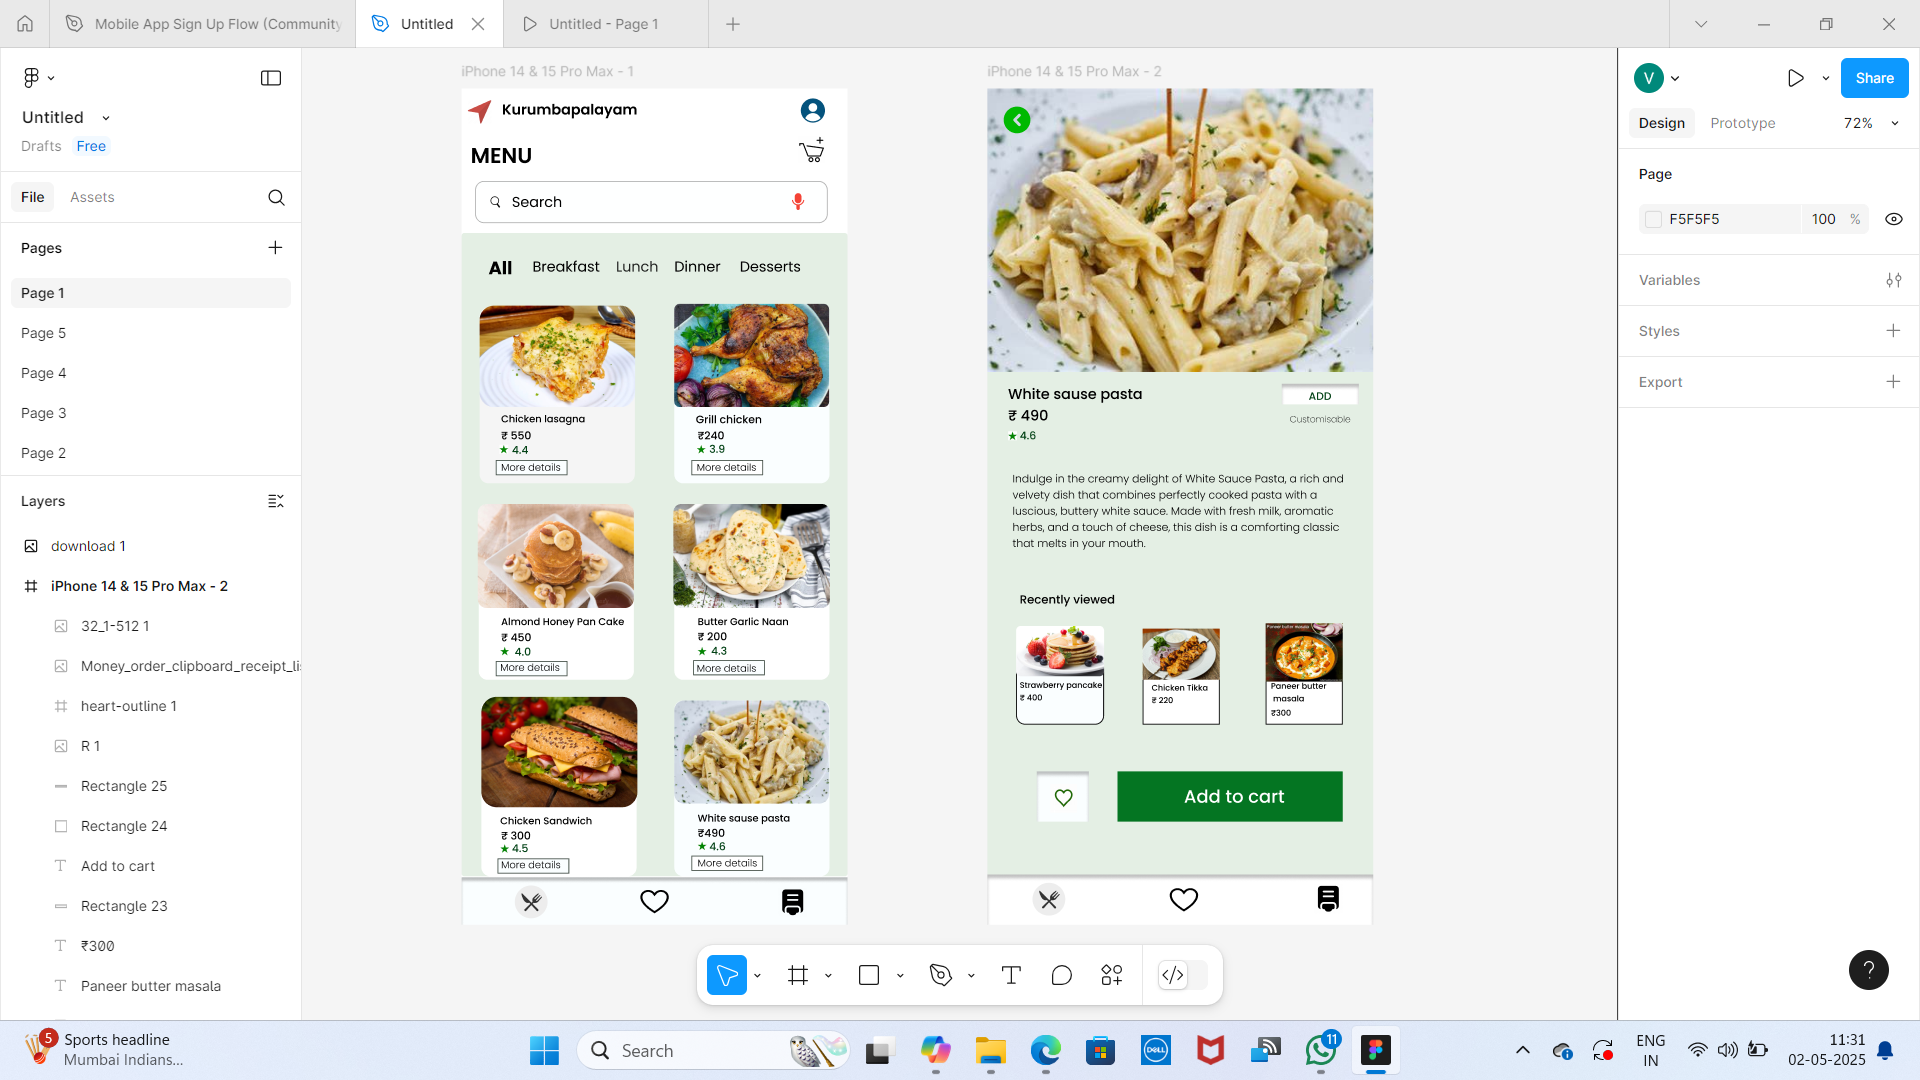 Mobile App Sign Up Flow (Community
Untitled
Untitled - Page 1
Untitled
Drafts
Free
File
Assets
Pages
Page 1
Page 5
Page 4
Page 3
Page 2
Layers
download 1
iPhone 14 & 15 Pro Max - 2
32_1-512 1
Money_order_clipboard_receipt_li
heart-outline 1
R 1
Rectangle 25
Rectangle 24
Add to cart
Rectangle 23
₹300
Paneer butter masala
iPhone 14 & 15 Pro Max - 1
Kurumbapalayam
MENU
Search
All Breakfast Lunch Dinner Desserts
Chicken lasagna
₹ 550
★ 4.4
More details
Grill chicken
₹240
★ 3.9
More details
Almond Honey Pan Cake
₹ 450
★ 4.0
More details
Butter Garlic Naan
₹ 200
★ 4.3
More details
Chicken Sandwich
₹ 300
★ 4.5
More details
White sause pasta
₹490
★ 4.6
More details
iPhone 14 & 15 Pro Max - 2
White sause pasta
₹ 490
★ 4.6
ADD
Customisable
Indulge in the creamy delight of White Sauce Pasta, a rich and
velvety dish that combines perfectly cooked pasta with a
luscious, buttery white sauce. Made with fresh milk, aromatic
herbs, and a touch of cheese, this dish is a comforting classic
that melts in your mouth.
Recently viewed
Strawberry pancake
₹ 400
Chicken Tikka
₹ 220
Paneer butter masala
Paneer butter
masala
₹300
Add to cart
V
Share
Design
Prototype
72%
Page
F5F5F5
100 %
Variables
Styles
Export
?
5
Sports headline
Mumbai Indians...
Search
DELL
11
ENG
IN
11:31
02-05-2025